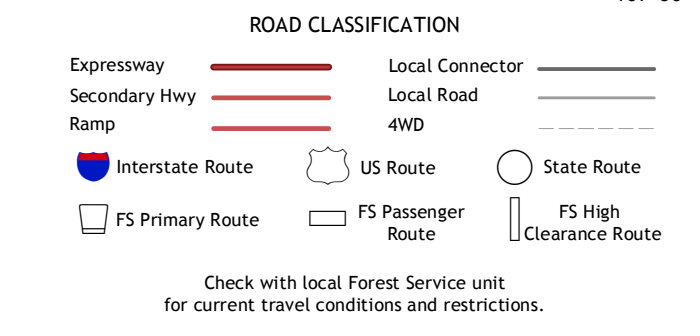 ROAD CLASSIFICATION
Expressway
Local Connector
Secondary Hwy
Local Road
Ramp
4WD
Interstate Route
US Route
State Route
FS Primary Route
FS Passenger
Route
FS High
Clearance Route
Check with local Forest Service unit
for current travel conditions and restrictions.